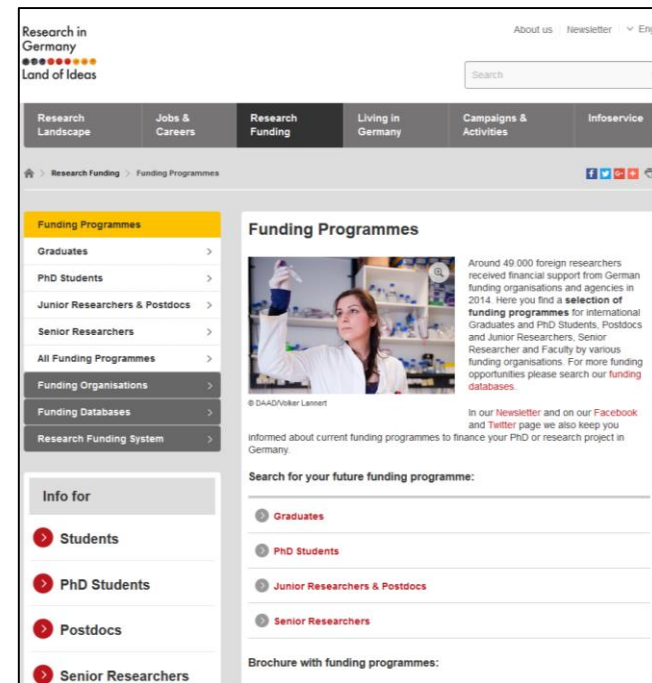 Research in
Germany
Land of Ideas
About us
Newsletter
Search
Research
Landscape
Jobs &
Careers
Research
Funding
Living in
Germany
Campaigns &
Activities
Infoservice
> Research Funding > Funding Programmes
Funding Programmes
Graduates
PhD Students
Junior Researchers & Postdocs
Senior Researchers
All Funding Programmes
Funding Organisations
Funding Databases
Research Funding System
Info for
Students
PhD Students
Postdocs
Senior Researchers
Funding Programmes
© DAAD/Volker Lannert
Around 49.000 foreign researchers
received financial support from German
funding organisations and agencies in
2014. Here you find a selection of
funding programmes for international
Graduates and PhD Students, Postdocs
and Junior Researchers, Senior
Researcher and Faculty by various
funding organisations. For more funding
opportunities please search our funding
databases.
In our Newsletter and on our Facebook
and Twitter page we also keep you
informed about current funding programmes to finance your PhD or research project in
Germany.
Search for your future funding programme:
Graduates
PhD Students
Junior Researchers & Postdocs
Senior Researchers
Brochure with funding programmes: